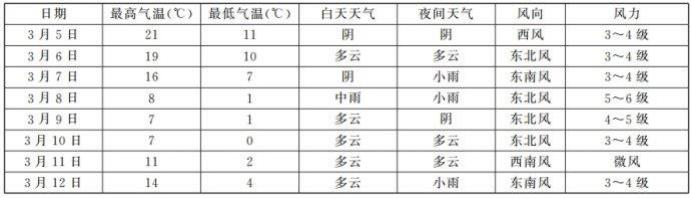 日期 最高气温(℃) 最低气温(℃) 白天天气 夜间天气 风向 风力
3月5日 21 11 阴 阴 西风 3～4级
3月6日 19 10 多云 多云 东北风 3～4级
3月7日 16 7 阴 小雨 东南风 3～4级
3月8日 8 1 中雨 小雨 东北风 5～6级
3月9日 7 1 多云 阴 东北风 4～5级
3月10日 7 0 多云 多云 东北风 3～4级
3月11日 11 2 多云 多云 西南风 微风
3月12日 14 4 多云 小雨 东南风 3～4级